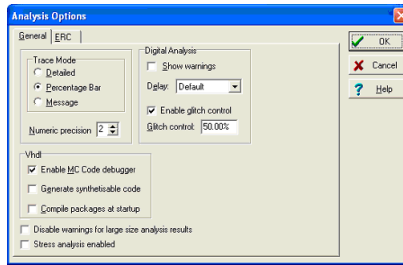 Analysis Options
General ERC
OK
Cancel
Help
Trace Mode
Detailed
Percentage Bar
Message
Numeric precision 2
Digital Analysis
Show warnings
Delay: Default
Enable glitch control
Glitch control: 50.00%
Vhdl
Enable MC Code debugger
Generate synthetisable code
Compile packages at startup
Disable warnings for large size analysis results
Stress analysis enabled